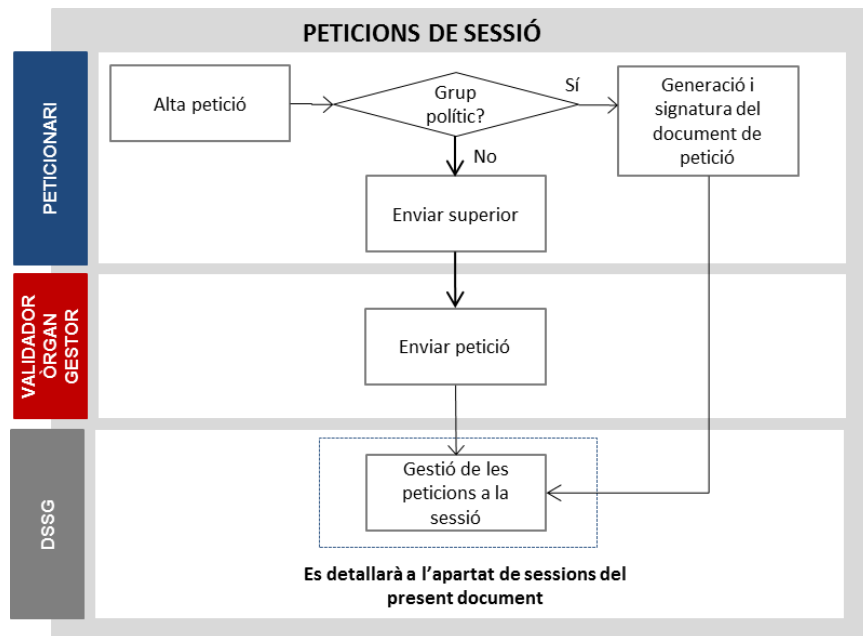 PETICIONS DE SESSIÓ
PETICIONARI
Alta petició
Grup
polític?
Sí
Generació i
signatura del
document de
petició
No
Enviar superior
VALIDADOR
ÒRGAN
GESTOR
Enviar petició
DSSG
Gestió de les
peticions a la
sessió
Es detallarà a l'apartat de sessions del
present document